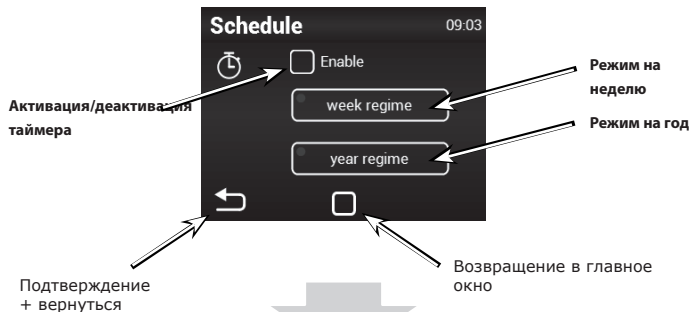 Schedule 09:03
Enable
Активация/деактивация
таймера
week regime
Режим на
неделю
year regime
Режим на год
Подтверждение
+ вернуться
Возвращение в главное
окно